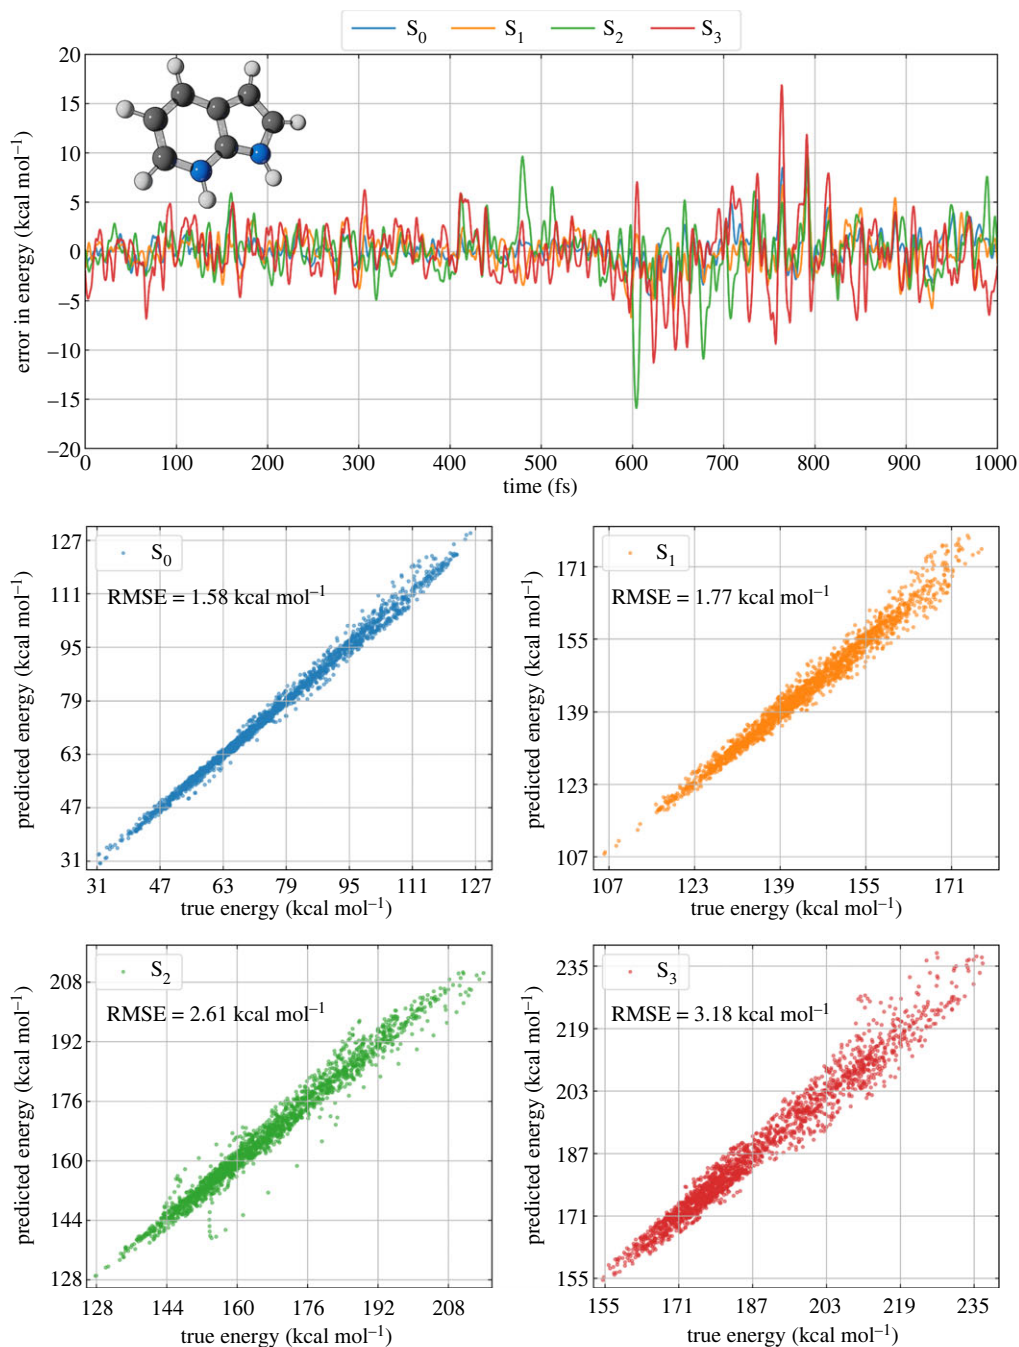 S0 S1 S2 S3
20
15
10
5
0
−5
−10
−15
−20
error in energy (kcal mol−1)
0 100 200 300 400 500 600 700 800 900 1000
time (fs)
S0
RMSE = 1.58 kcal mol−1
127
111
95
79
63
47
31
predicted energy (kcal mol−1)
31 47 63 79 95 111 127
true energy (kcal mol−1)
S1
RMSE = 1.77 kcal mol−1
171
155
139
123
107
predicted energy (kcal mol−1)
107 123 139 155 171
true energy (kcal mol−1)
S2
RMSE = 2.61 kcal mol−1
208
192
176
160
144
128
predicted energy (kcal mol−1)
128 144 160 176 192 208
true energy (kcal mol−1)
S3
RMSE = 3.18 kcal mol−1
235
219
203
187
171
155
predicted energy (kcal mol−1)
155 171 187 203 219 235
true energy (kcal mol−1)